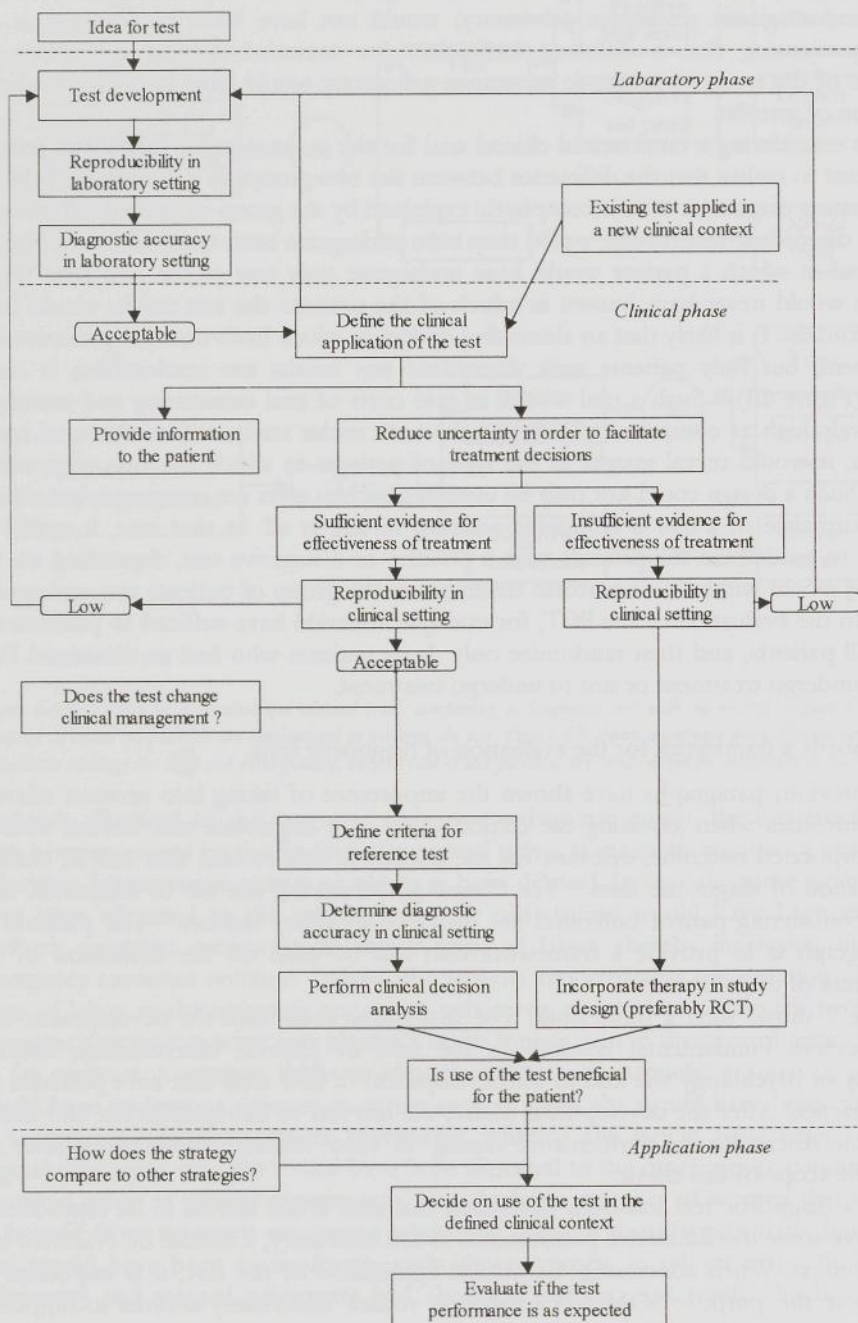 Idea for test
Labaratory phase
Test development
Reproducibility in
laboratory setting
Existing test applied in
a new clinical context
Diagnostic accuracy
in laboratory setting
Clinical phase
Acceptable
Define the clinical
application of the test
Provide information
to the patient
Reduce uncertainty in order to facilitate
treatment decisions
Sufficient evidence for
effectiveness of treatment
Insufficient evidence for
effectiveness of treatment
Low
Reproducibility in
clinical setting
Reproducibility in
clinical setting
Low
Acceptable
Does the test change
clinical management ?
Define criteria for
reference test
Determine diagnostic
accuracy in clinical setting
Perform clinical decision
analysis
Incorporate therapy in study
design (preferably RCT)
Is use of the test beneficial
for the patient?
Application phase
How does the strategy
compare to other strategies?
Decide on use of the test in the
defined clinical context
Evaluate if the test
performance is as expected